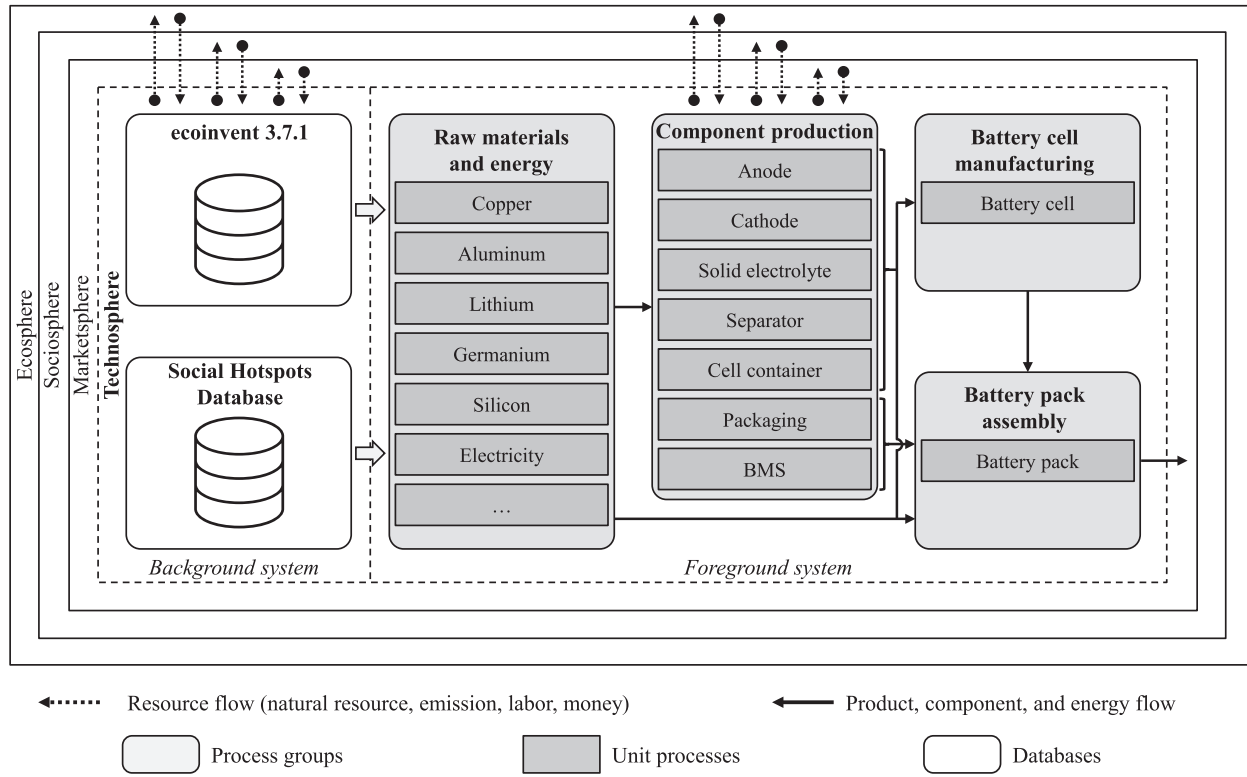 Ecosphere
Sociosphere
Marketsphere
Technosphere
ecoinvent 3.7.1
Social Hotspots
Database
Background system
Raw materials
and energy
Copper
Aluminum
Lithium
Germanium
Silicon
Electricity
…
Component production
Anode
Cathode
Solid electrolyte
Separator
Cell container
Packaging
BMS
Battery cell
manufacturing
Battery cell
Battery pack
assembly
Battery pack
Foreground system
Resource flow (natural resource, emission, labor, money)
Product, component, and energy flow
Process groups
Unit processes
Databases